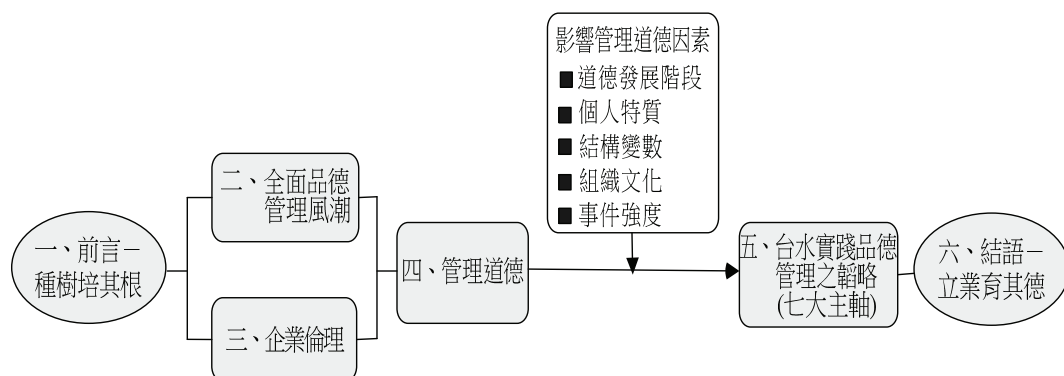 一、前言－
種樹培其根
二、全面品德
管理風潮
三、企業倫理
四、管理道德
影響管理道德因素
■道德發展階段
■個人特質
■結構變數
■組織文化
■事件強度
五、台水實踐品德
管理之韜略
(七大主軸)
六、結語－
立業育其德